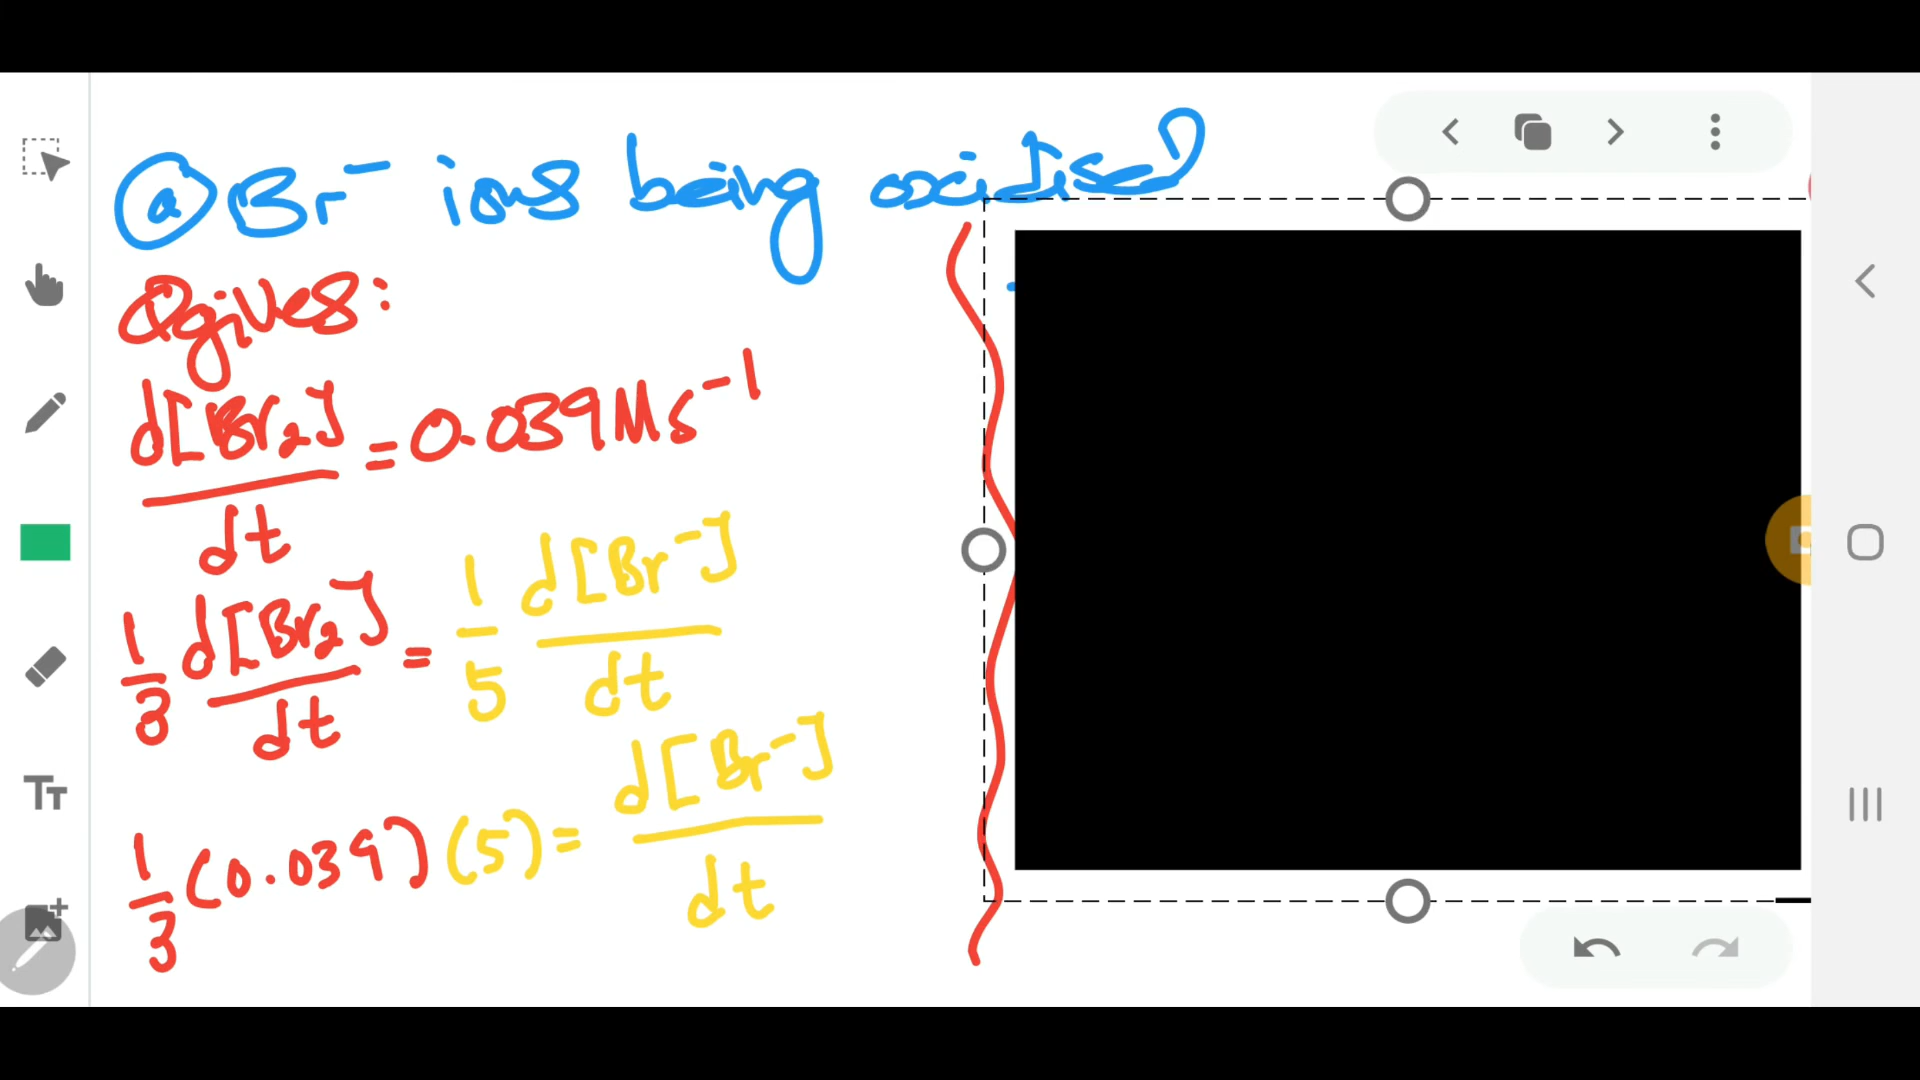 ⓐ Br⁻ ions being oxidised
Q gives:
d[Br₂]/dt = 0.039 M s⁻¹
1/3 d[Br₂]/dt = 1/5 d[Br⁻]/dt
1/3 (0.039) (5) = d[Br⁻]/dt
TT